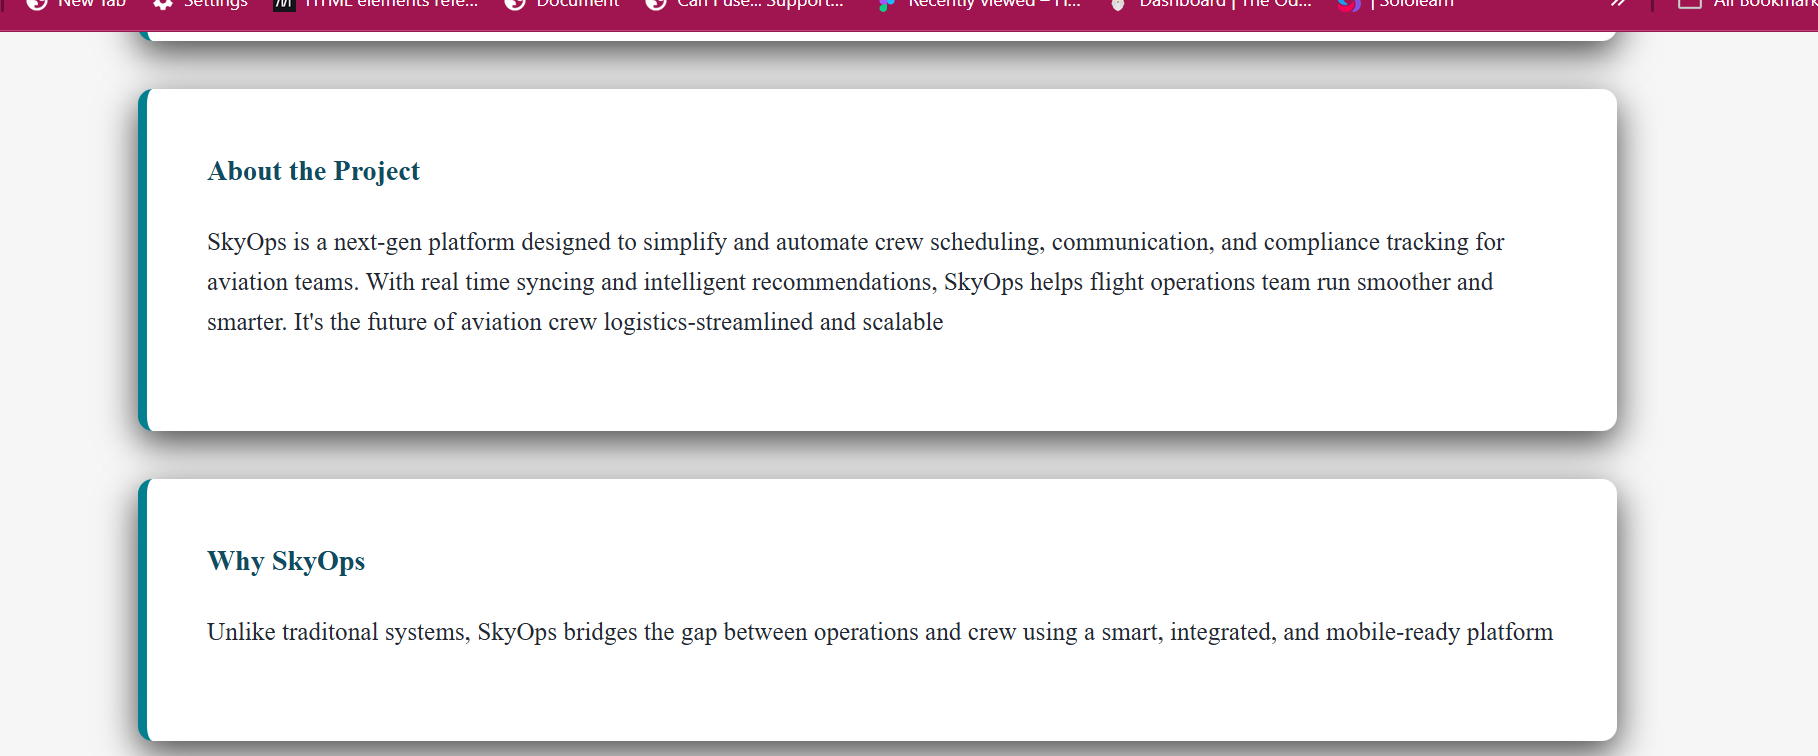 New Tab Settings HTML elements refe... Document Can I use... Support... Recently viewed – Fi... Dashboard | The Od... | Sololearn All Bookmark
About the Project
SkyOps is a next-gen platform designed to simplify and automate crew scheduling, communication, and compliance tracking for
aviation teams. With real time syncing and intelligent recommendations, SkyOps helps flight operations team run smoother and
smarter. It's the future of aviation crew logistics-streamlined and scalable
Why SkyOps
Unlike traditonal systems, SkyOps bridges the gap between operations and crew using a smart, integrated, and mobile-ready platform